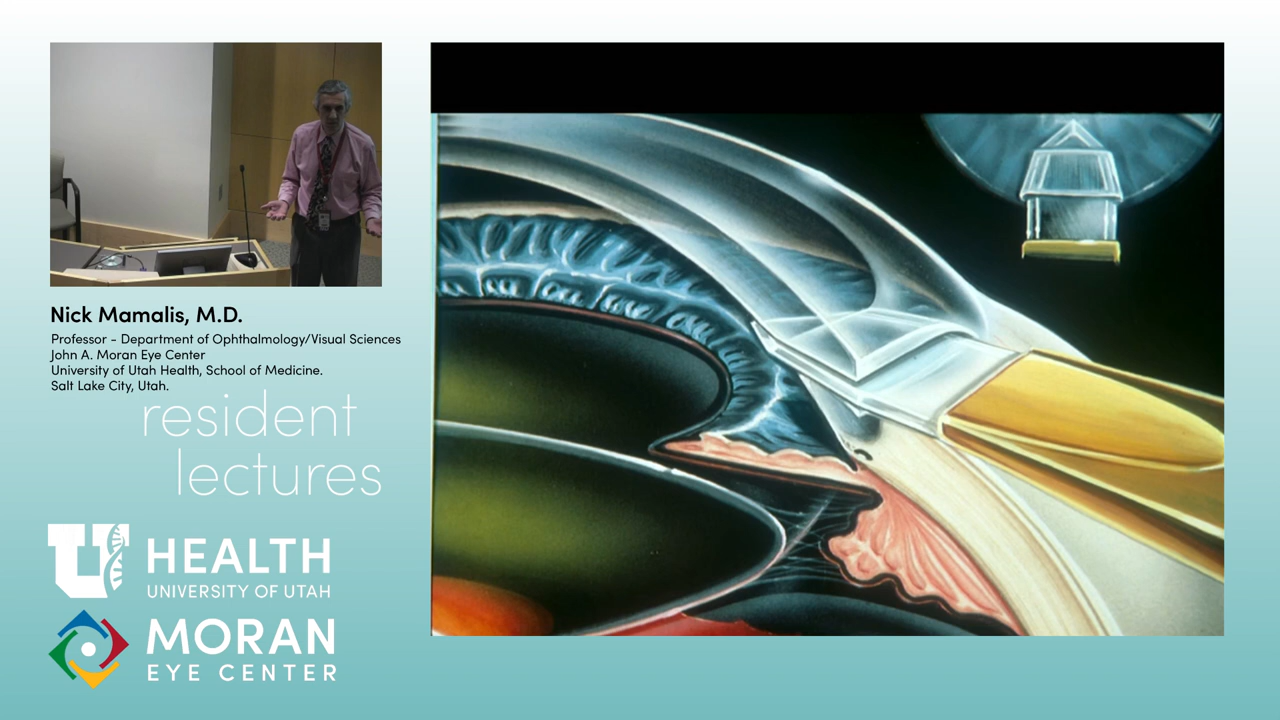 Nick Mamalis, M.D.
Professor - Department of Ophthalmology/Visual Sciences
John A. Moran Eye Center
University of Utah Health, School of Medicine.
Salt Lake City, Utah.
resident
lectures
U HEALTH
UNIVERSITY OF UTAH
MORAN
EYE CENTER